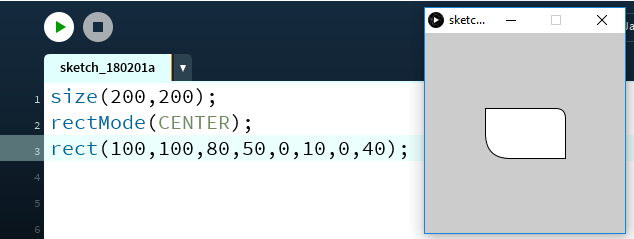 sketc...
Ja
sketch_180201a
1 size(200,200);
2 rectMode(CENTER);
3 rect(100,100,80,50,0,10,0,40);
4
5
6